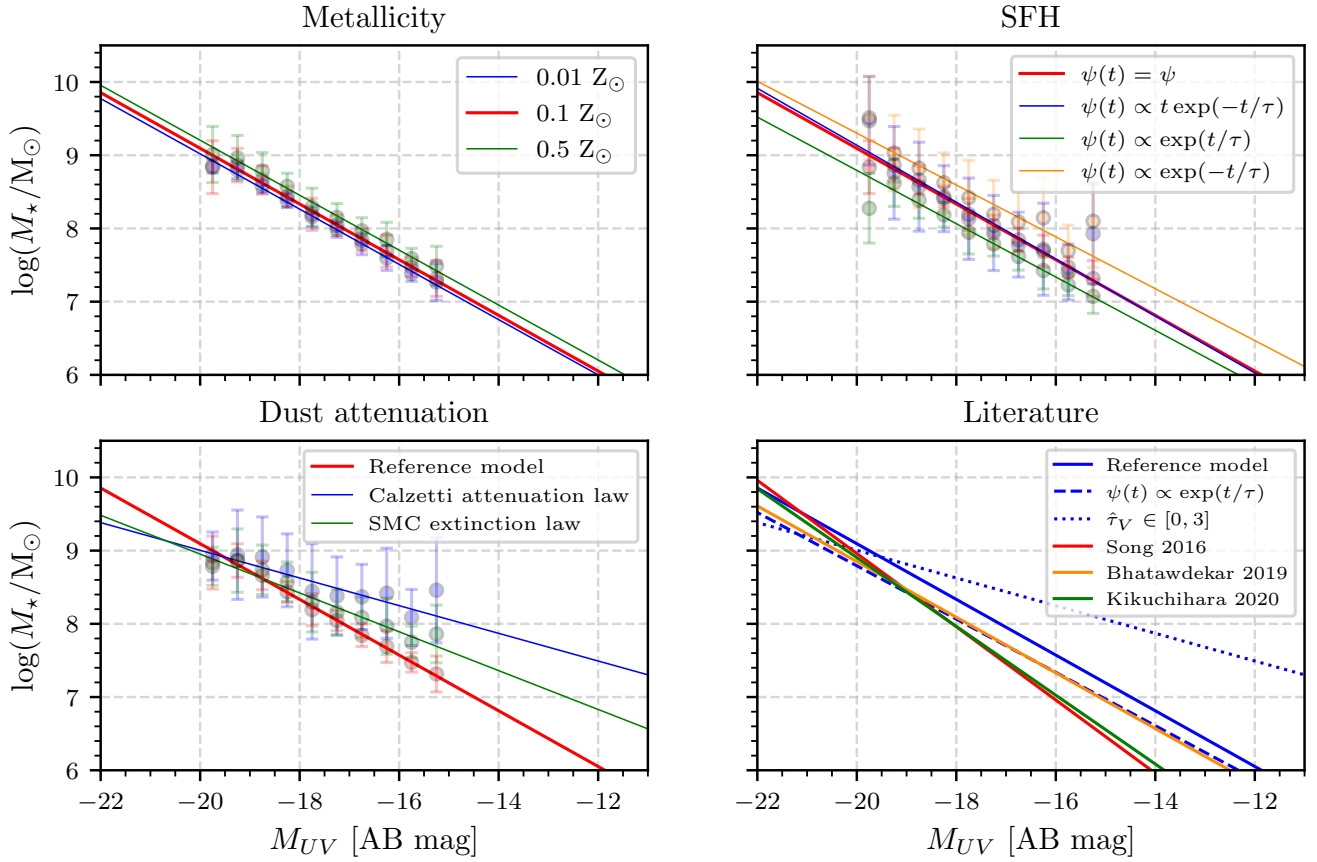 Metallicity
10
9
8
7
6
log(M⋆/M⊙)
0.01 Z⊙
0.1 Z⊙
0.5 Z⊙
SFH
ψ(t) = ψ
ψ(t) ∝ t exp(−t/τ)
ψ(t) ∝ exp(t/τ)
ψ(t) ∝ exp(−t/τ)
Dust attenuation
10
9
8
7
6
log(M⋆/M⊙)
Reference model
Calzetti attenuation law
SMC extinction law
−22 −20 −18 −16 −14 −12
M_UV [AB mag]
Literature
Reference model
ψ(t) ∝ exp(t/τ)
τ̂_V ∈ [0, 3]
Song 2016
Bhatawdekar 2019
Kikuchihara 2020
−22 −20 −18 −16 −14 −12
M_UV [AB mag]